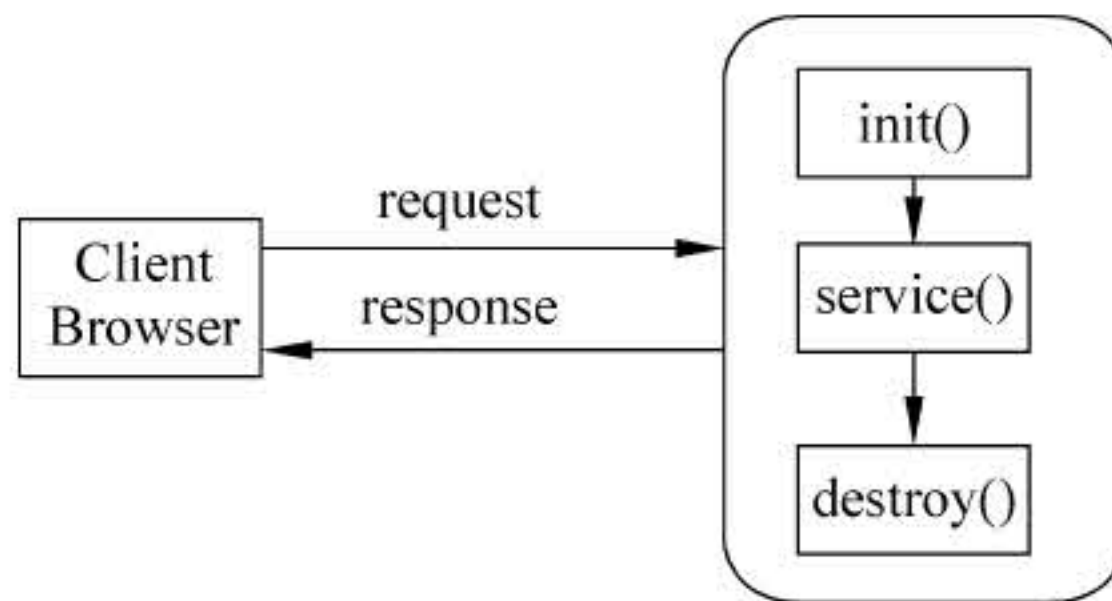 Client
Browser
request
response
init()
service()
destroy()